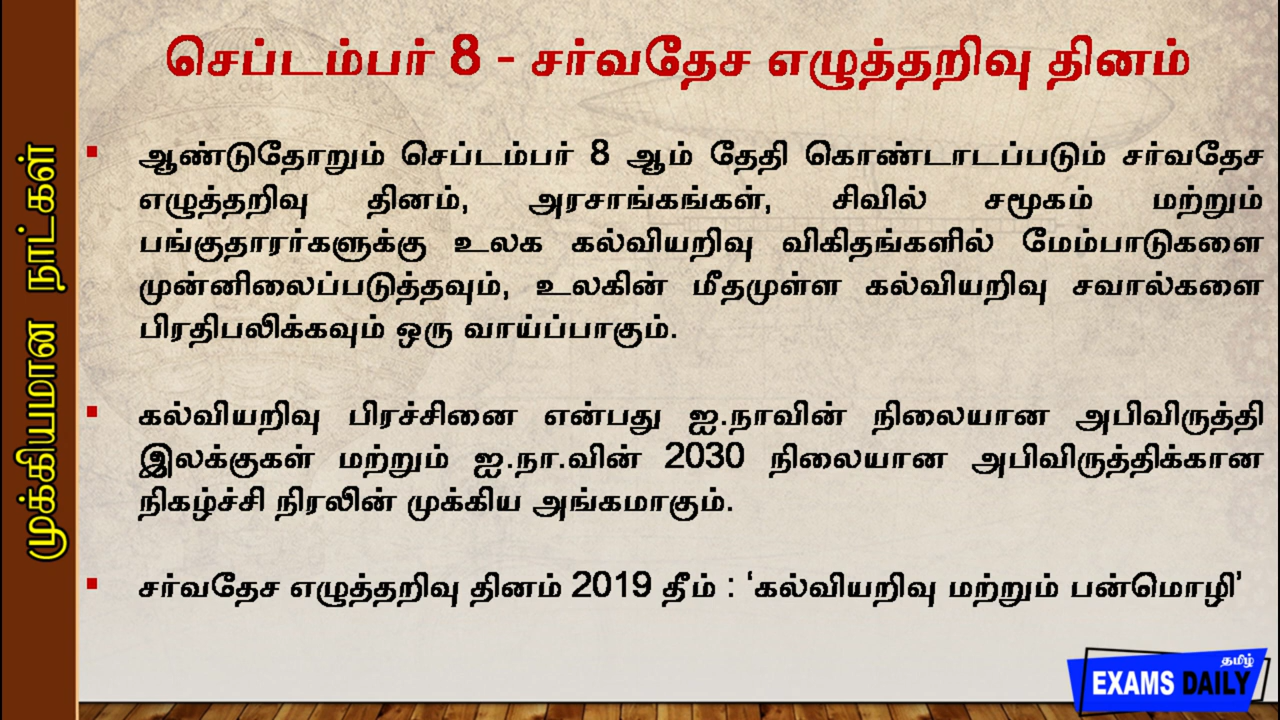 செப்டம்பர் 8 - சர்வதேச எழுத்தறிவு தினம்
முக்கியமான நாட்கள்
▪ ஆண்டுதோறும் செப்டம்பர் 8 ஆம் தேதி கொண்டாடப்படும் சர்வதேச
எழுத்தறிவு தினம், அரசாங்கங்கள், சிவில் சமூகம் மற்றும்
பங்குதாரர்களுக்கு உலக கல்வியறிவு விகிதங்களில் மேம்பாடுகளை
முன்னிலைப்படுத்தவும், உலகின் மீதமுள்ள கல்வியறிவு சவால்களை
பிரதிபலிக்கவும் ஒரு வாய்ப்பாகும்.
▪ கல்வியறிவு பிரச்சினை என்பது ஐ.நாவின் நிலையான அபிவிருத்தி
இலக்குகள் மற்றும் ஐ.நா.வின் 2030 நிலையான அபிவிருத்திக்கான
நிகழ்ச்சி நிரலின் முக்கிய அங்கமாகும்.
▪ சர்வதேச எழுத்தறிவு தினம் 2019 தீம் : ‘கல்வியறிவு மற்றும் பன்மொழி’
தமிழ்
EXAMS DAILY